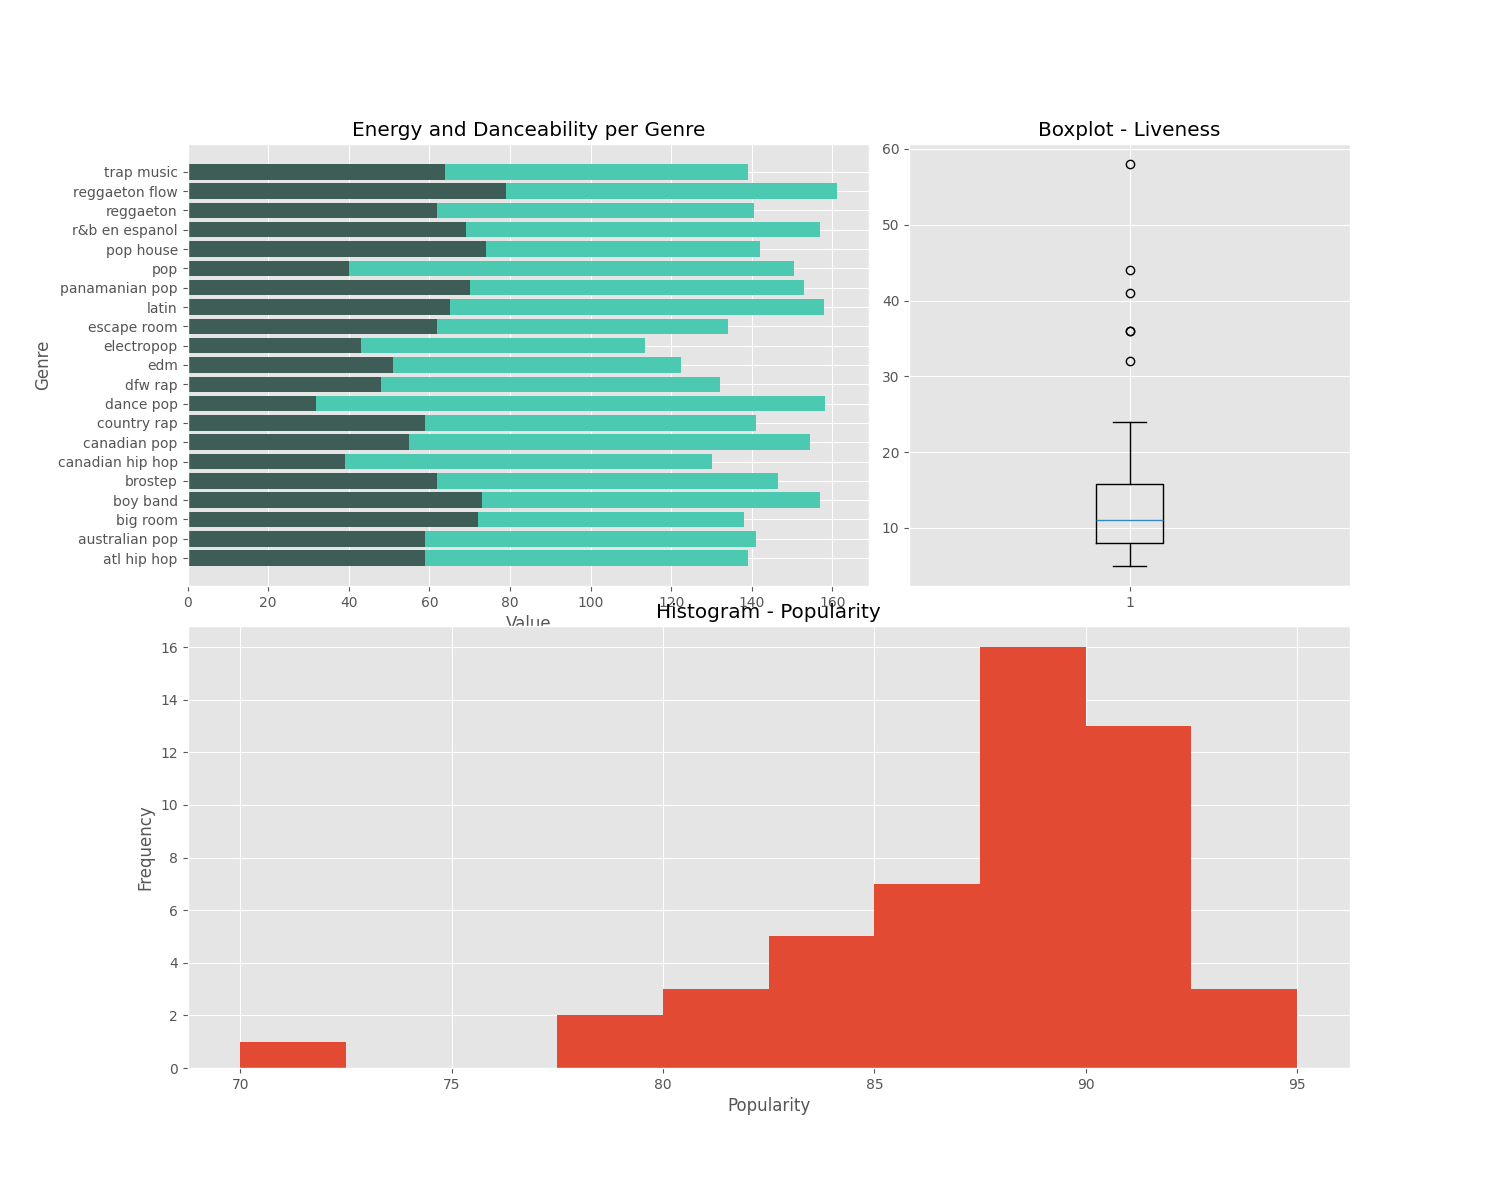 Energy and Danceability per Genre
Genre
trap music
reggaeton flow
reggaeton
r&b en espanol
pop house
pop
panamanian pop
latin
escape room
electropop
edm
dfw rap
dance pop
country rap
canadian pop
canadian hip hop
brostep
boy band
big room
australian pop
atl hip hop
0 20 40 60 80 100 120 140 160
Value
Boxplot - Liveness
60
50
40
30
20
10
1
Histogram - Popularity
Frequency
16
14
12
10
8
6
4
2
0
70 75 80 85 90 95
Popularity